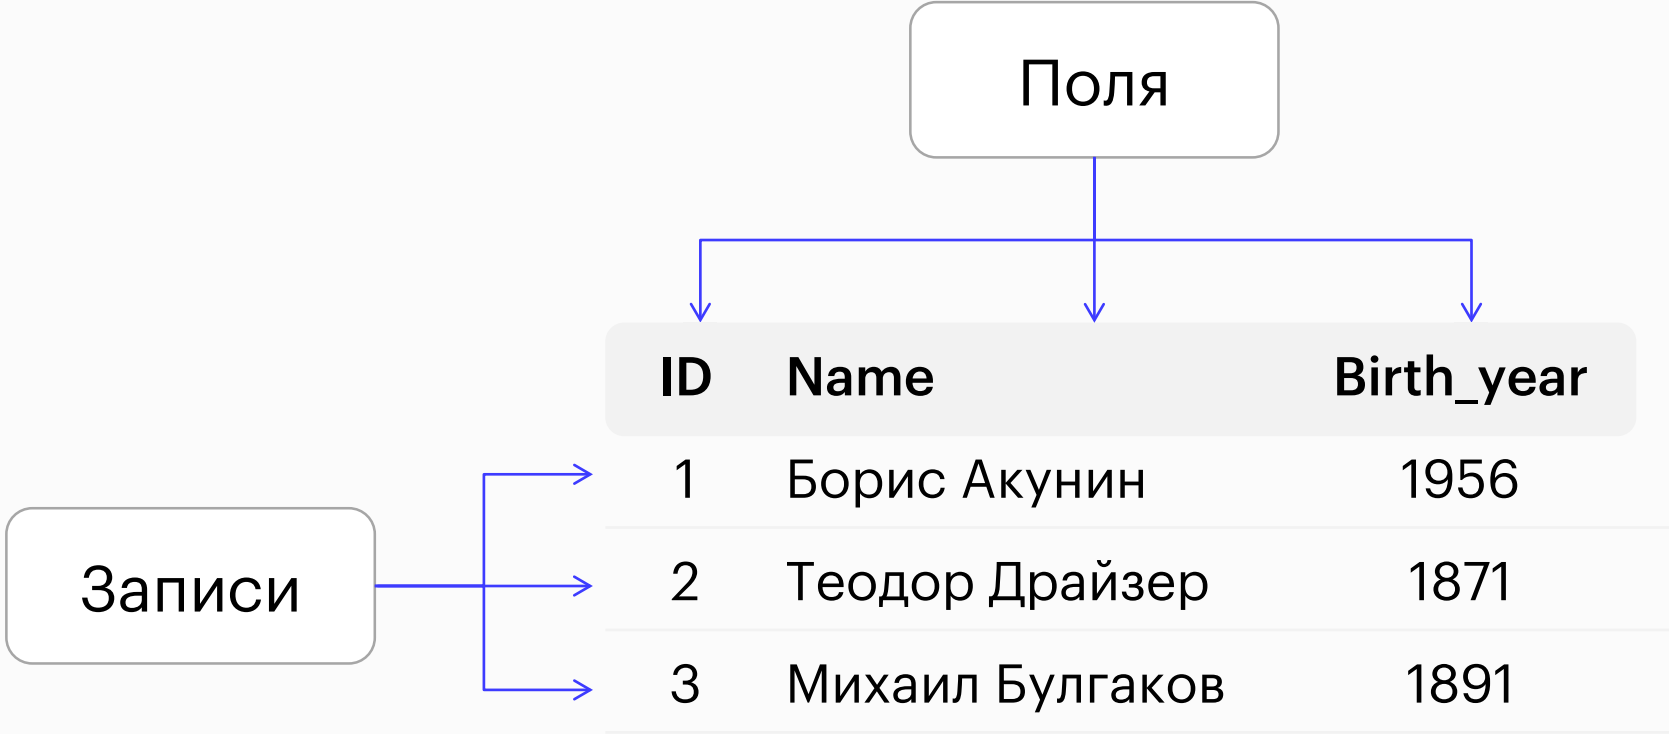 Поля
ID Name Birth_year
1 Борис Акунин 1956
Записи
2 Теодор Драйзер 1871
3 Михаил Булгаков 1891